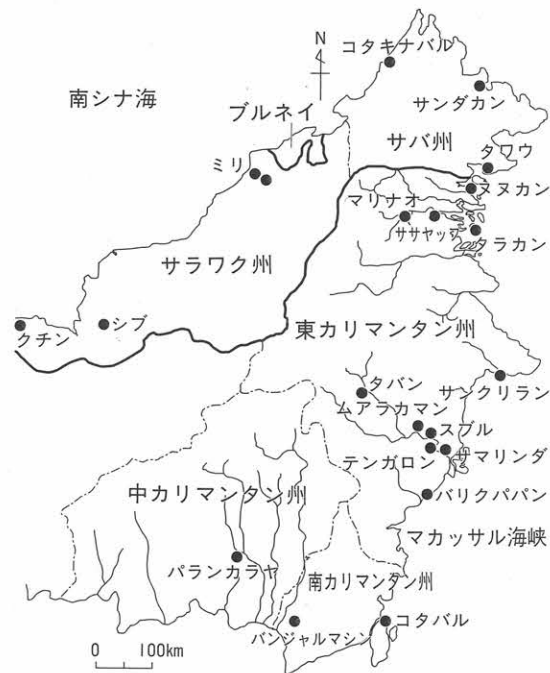 N
コタキナバル
南シナ海
サンダカン
ブルネイ
サバ州
タワウ
ミリ
ヌヌカン
マリナオ
ササヤップ
タラカン
サラワク州
シブ
クチン
東カリマンタン州
タバン
サンクリラン
ムアラカマン
スブル
サマリンダ
テンガロン
中カリマンタン州
バリクパパン
マカッサル海峡
パランカラヤ
南カリマンタン州
バンジャルマシン
コタバル
0 100km